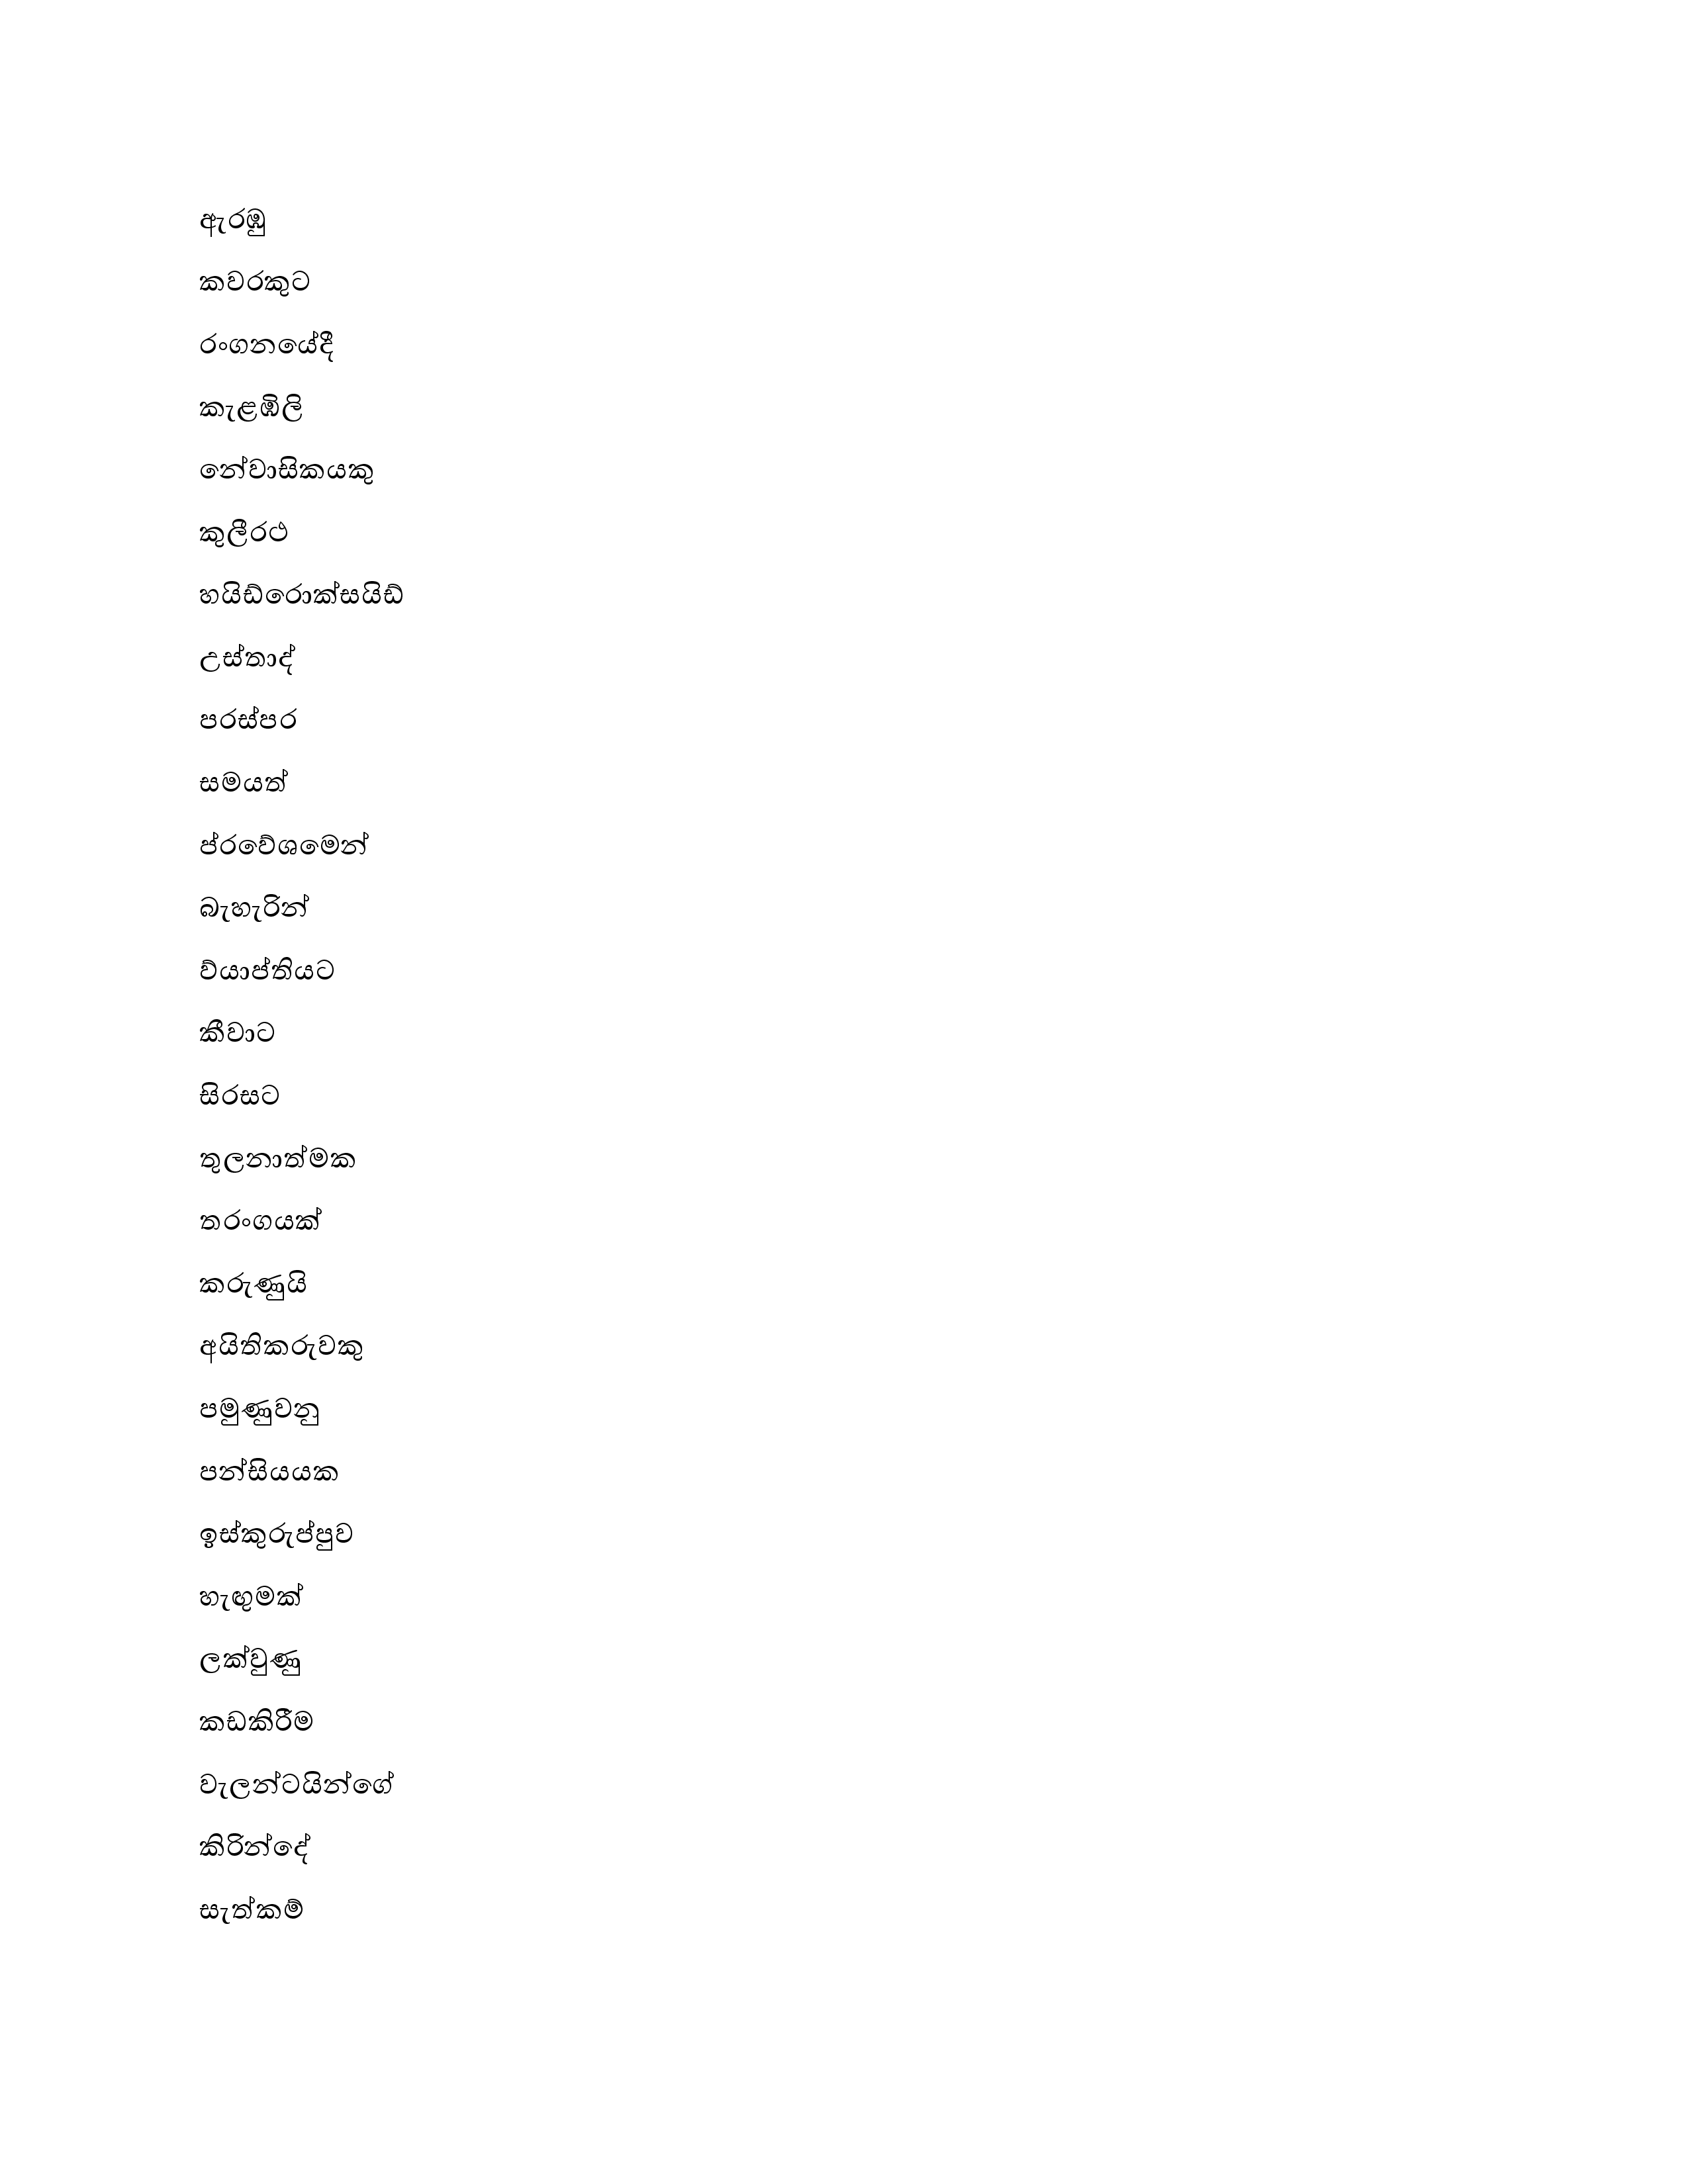 ඇරඹූ
කවරකුට
රංගනයේදී
කැළඹිලි
නේවාසිකයකු
කුලීරථ
හයිඩ්රොක්සයිඩ්
උස්තාද්
පරස්පර
සමයත්
ප්රවේශමෙන්
බැහැරින්
ව්යාප්තියට
කීවාට
සිරසට
තුලනාත්මක
තරංගයක්
කරුණුයි
අයිතිකරුවකු
පමුණුවනු
පන්සියයක
ඉස්කුරුප්පුව
හැඟුමක්
ලක්වුණු
කඩකිරීම
වැලන්ටයින්ගේ
කිරින්දේ
සැත්කම්